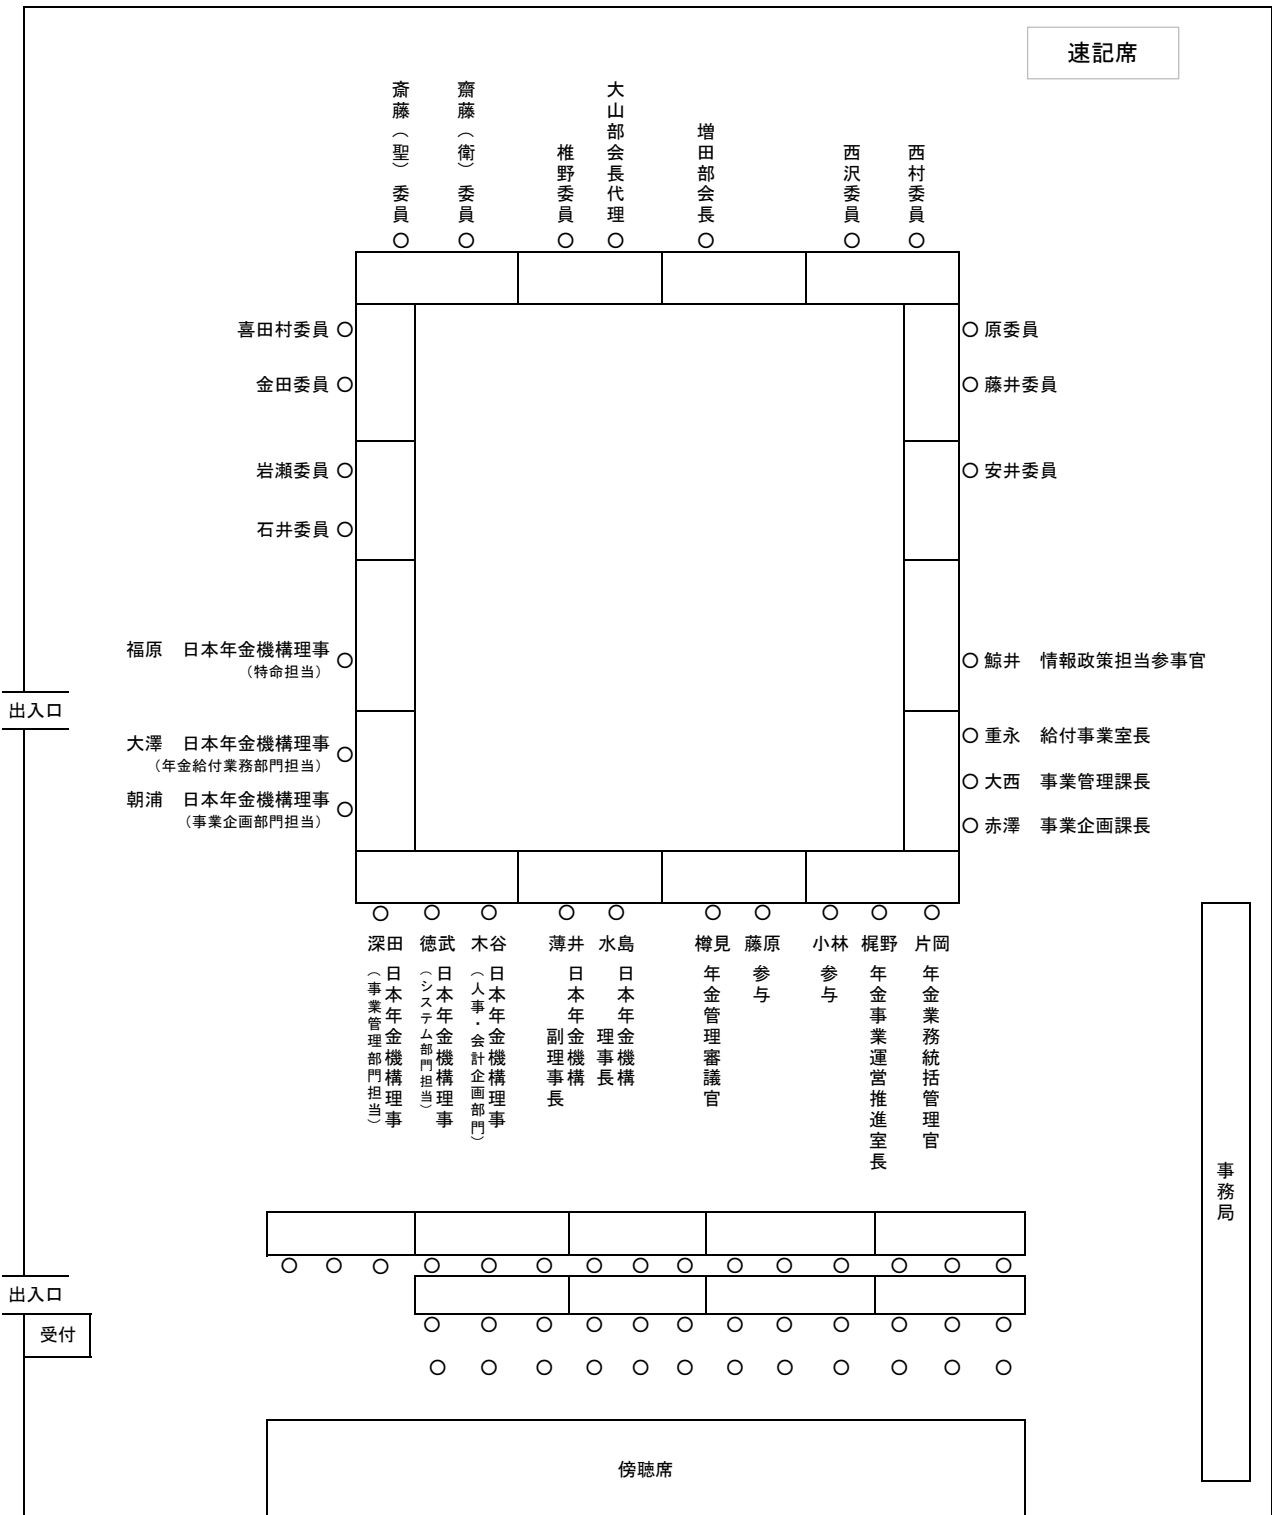 速記席
斎藤（聖）委員
齋藤（衛）委員
椎野委員
大山部会長代理
増田部会長
西沢委員
西村委員
喜田村委員
金田委員
岩瀬委員
石井委員
福原　日本年金機構理事
（特命担当）
大澤　日本年金機構理事
（年金給付業務部門担当）
朝浦　日本年金機構理事
（事業企画部門担当）
原委員
藤井委員
安井委員
鯨井　情報政策担当参事官
重永　給付事業室長
大西　事業管理課長
赤澤　事業企画課長
出入口
深田
日本年金機構理事
（事業管理部門担当）
徳武
日本年金機構理事
（システム部門担当）
木谷
日本年金機構理事
（人事・会計企画部門）
薄井
日本年金機構
副理事長
水島
日本年金機構
理事長
樽見
年金管理審議官
藤原
参与
小林
参与
梶野
年金事業運営推進室長
片岡
年金業務統括管理官
事務局
出入口
受付
傍聴席